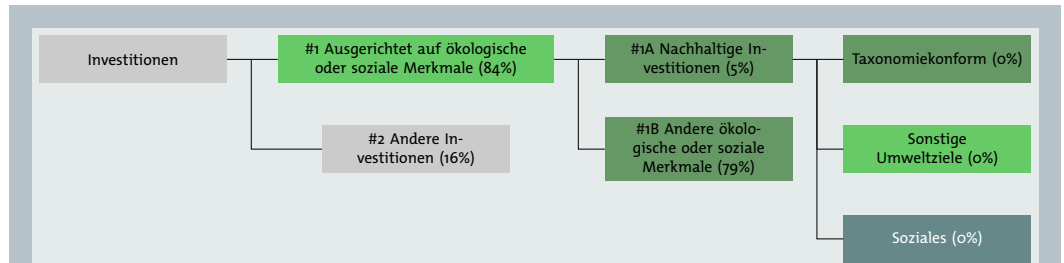 Investitionen
#1 Ausgerichtet auf ökologische
oder soziale Merkmale (84%)
#2 Andere In-
vestitionen (16%)
#1A Nachhaltige In-
vestitionen (5%)
#1B Andere ökolo-
gische oder soziale
Merkmale (79%)
Taxonomiekonform (0%)
Sonstige
Umweltziele (0%)
Soziales (0%)